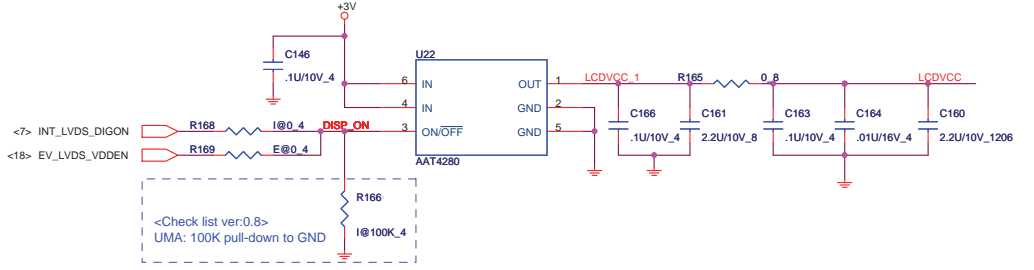 +3V
C146
.1U/10V_4
U22
6 IN
4 IN
3 ON/OFF
OUT 1
GND 2
GND 5
AAT4280
LCDVCC_1
R165 0_8
LCDVCC
C166
.1U/10V_4
C161
2.2U/10V_8
C163
.1U/10V_4
C164
.01U/16V_4
C160
2.2U/10V_1206
<7> INT_LVDS_DIGON
R168 I@0_4
DISP_ON
<18> EV_LVDS_VDDEN
R169 E@0_4
R166
I@100K_4
<Check list ver:0.8>
UMA: 100K pull-down to GND